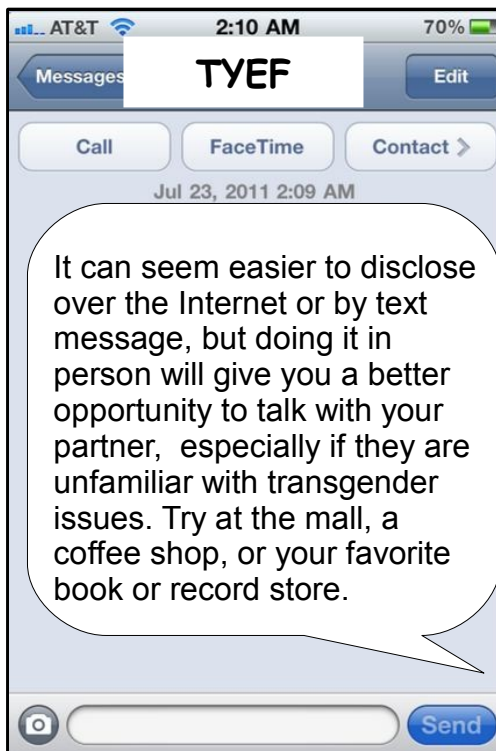 AT&T 2:10 AM 70%
Messages TYEF Edit
Call FaceTime Contact
Jul 23, 2011 2:09 AM
It can seem easier to disclose
over the Internet or by text
message, but doing it in
person will give you a better
opportunity to talk with your
partner,  especially if they are
unfamiliar with transgender
issues. Try at the mall, a
coffee shop, or your favorite
book or record store.
Send